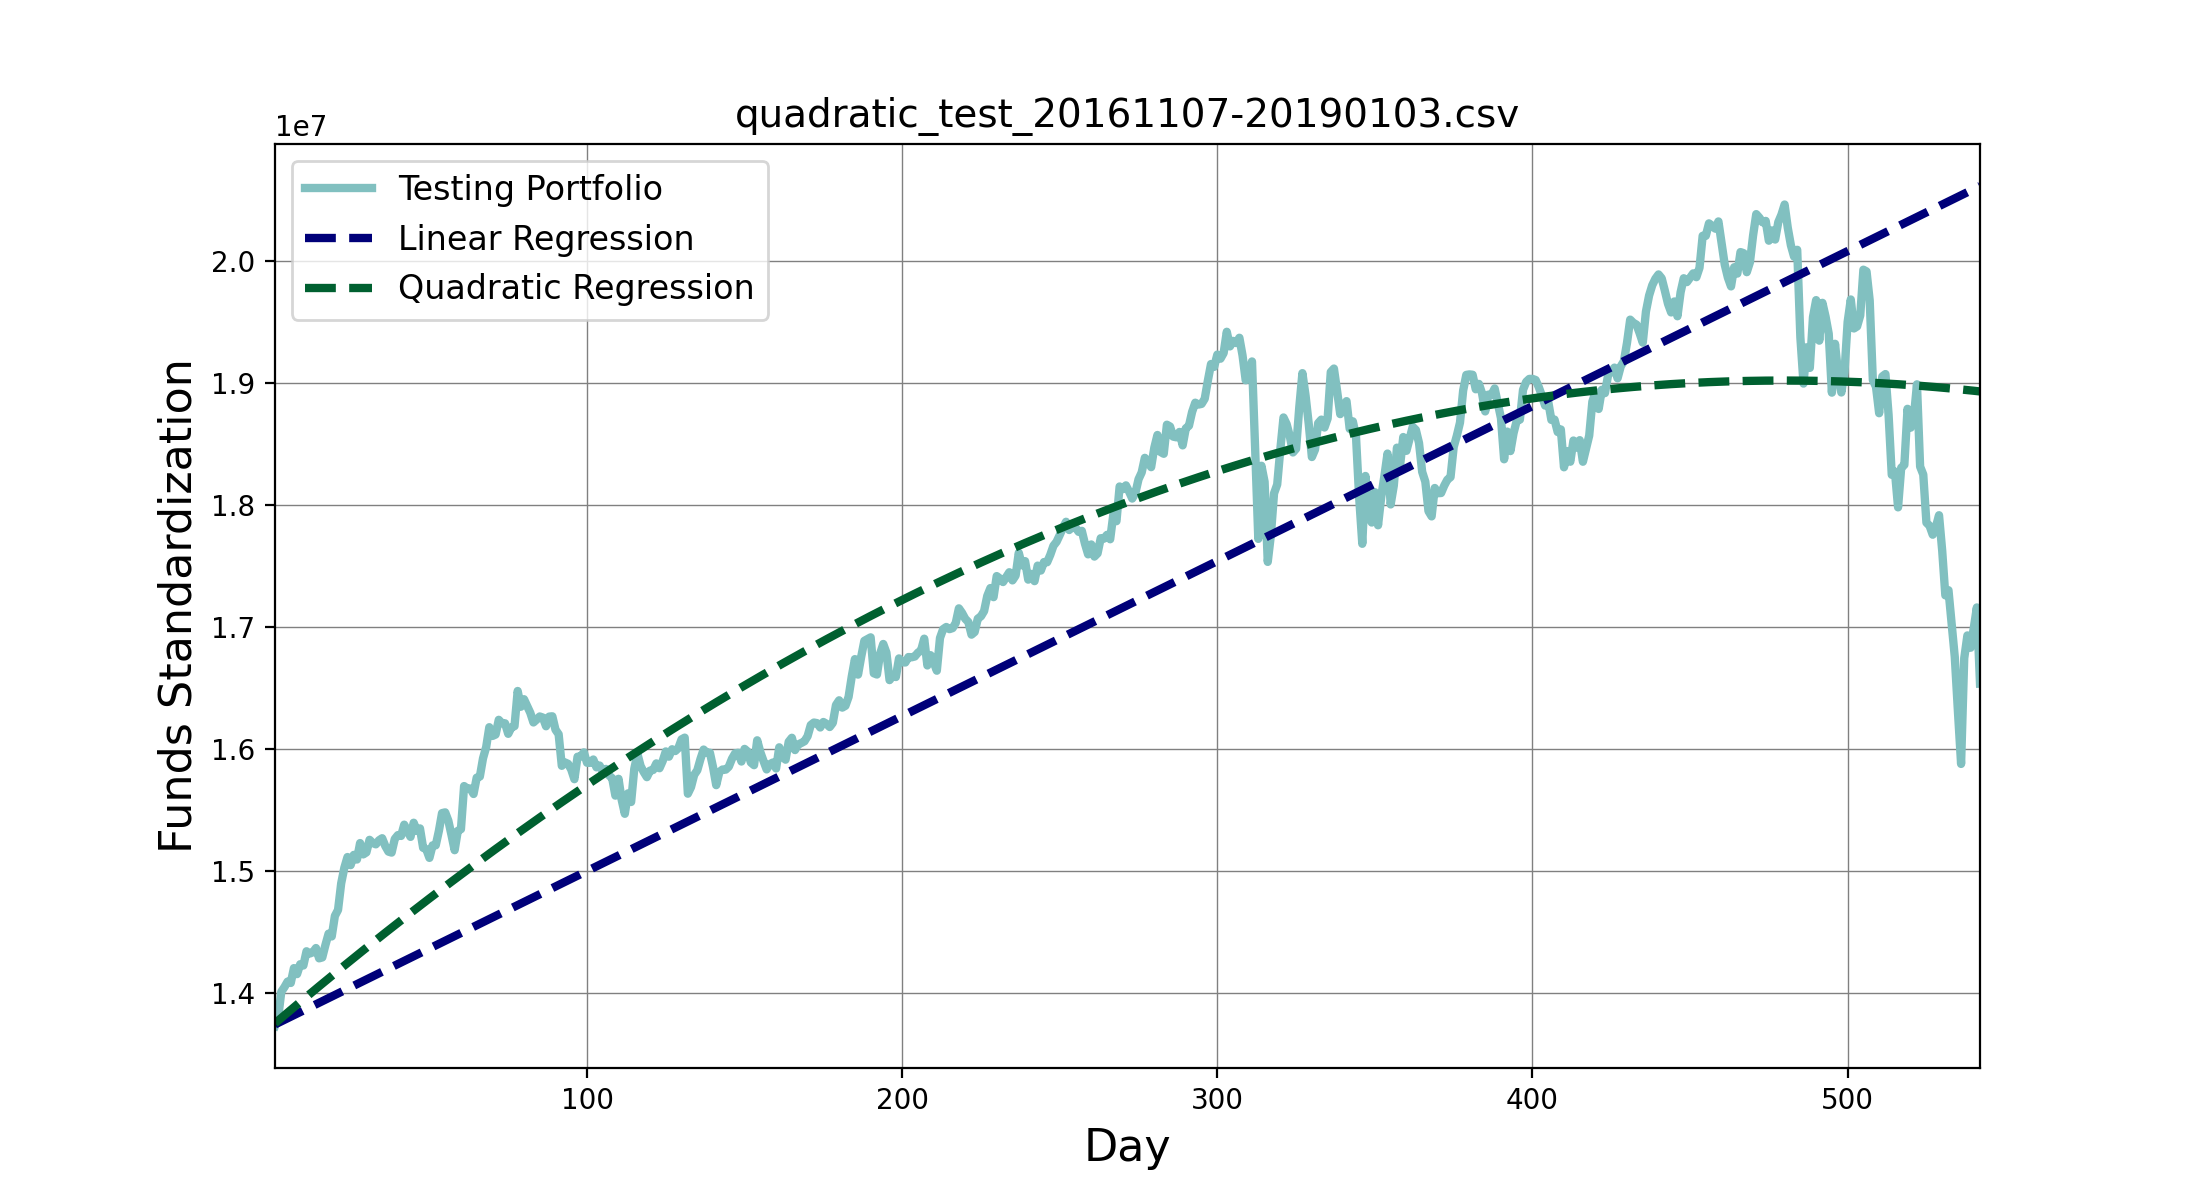 quadratic_test_20161107-20190103.csv
1e7
Testing Portfolio
Linear Regression
Quadratic Regression
Funds Standardization
2.0
1.9
1.8
1.7
1.6
1.5
1.4
100 200 300 400 500
Day